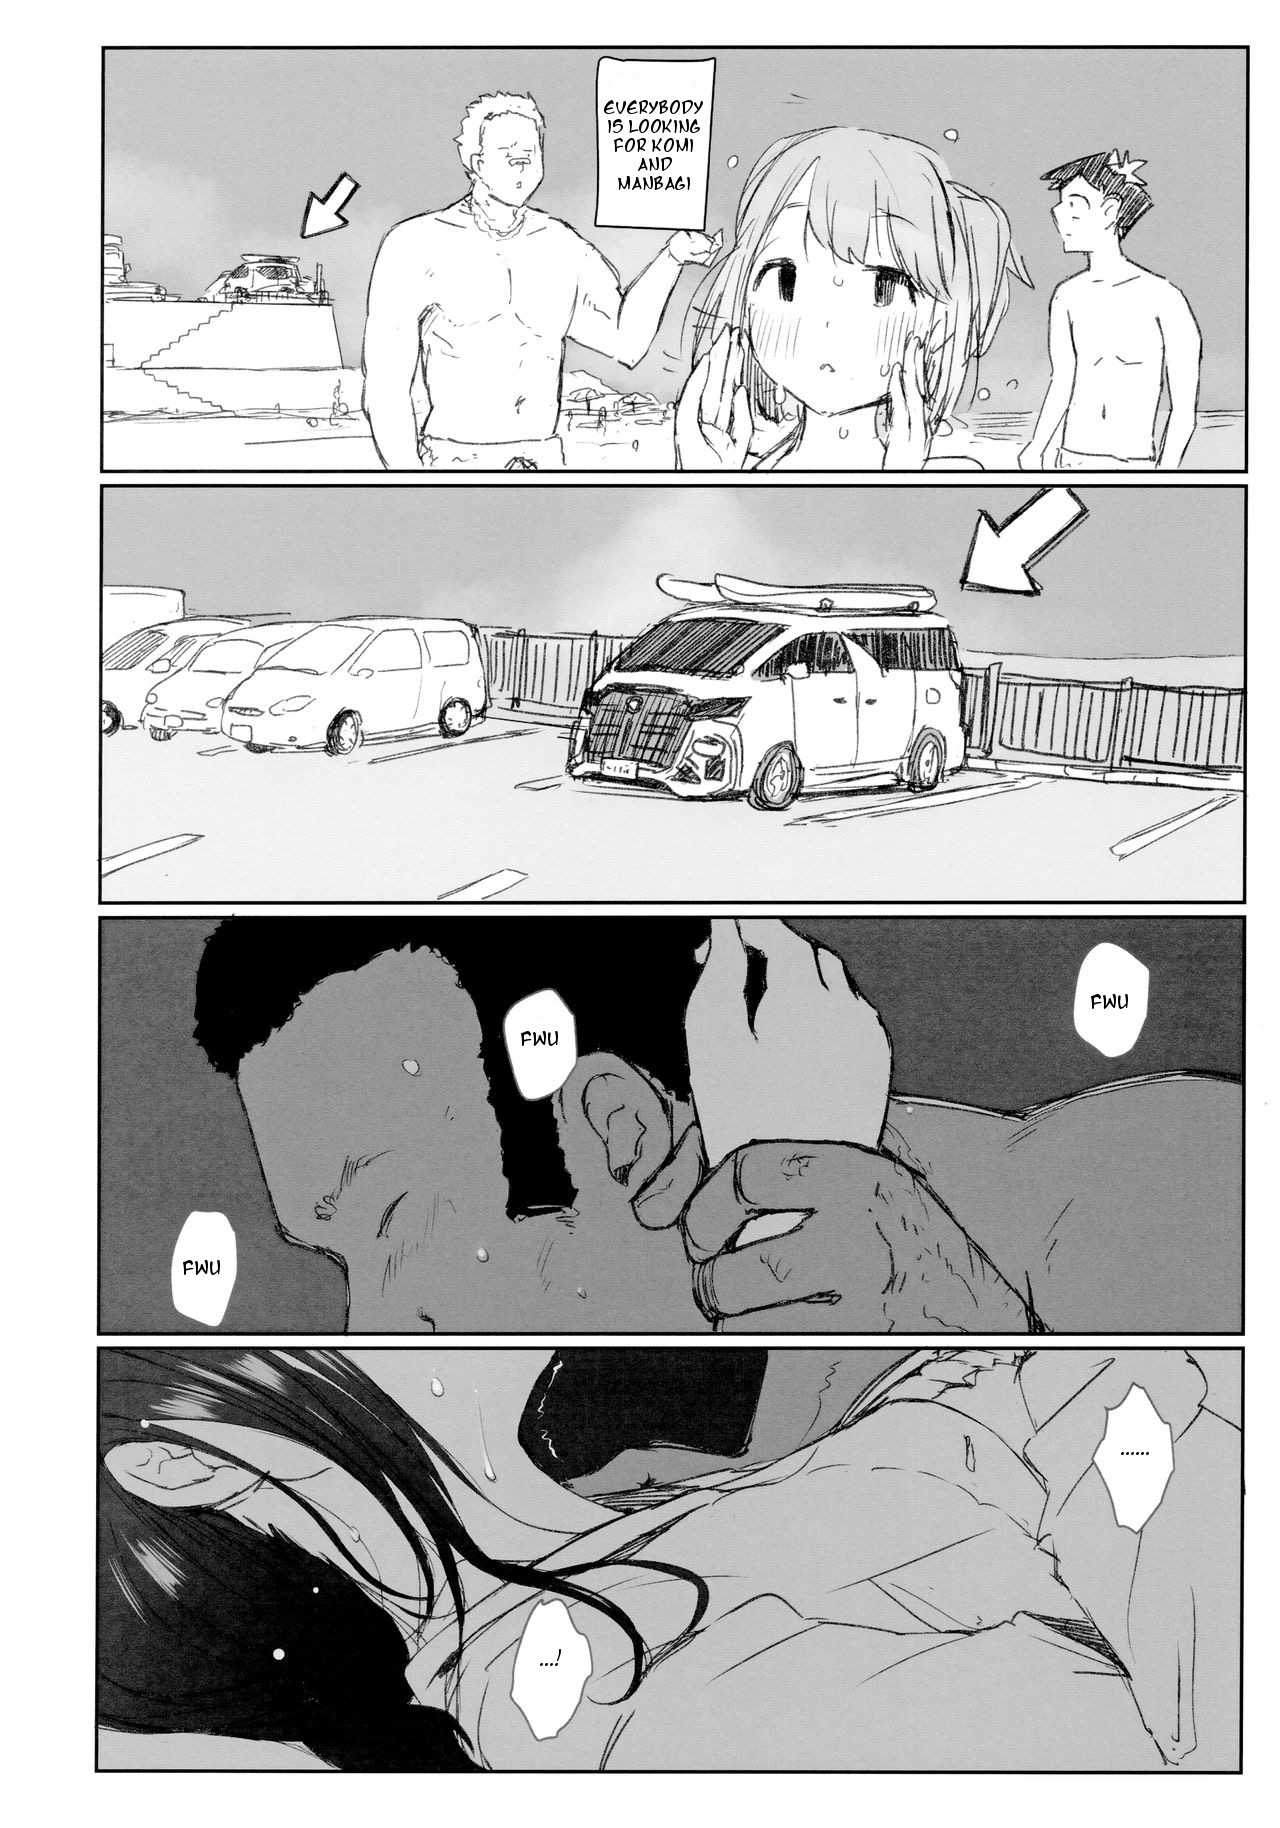 EVERYBODY
IS LOOKING
FOR KOMI
AND
MANBAGI
FWU
FWU
FWU
......
...!